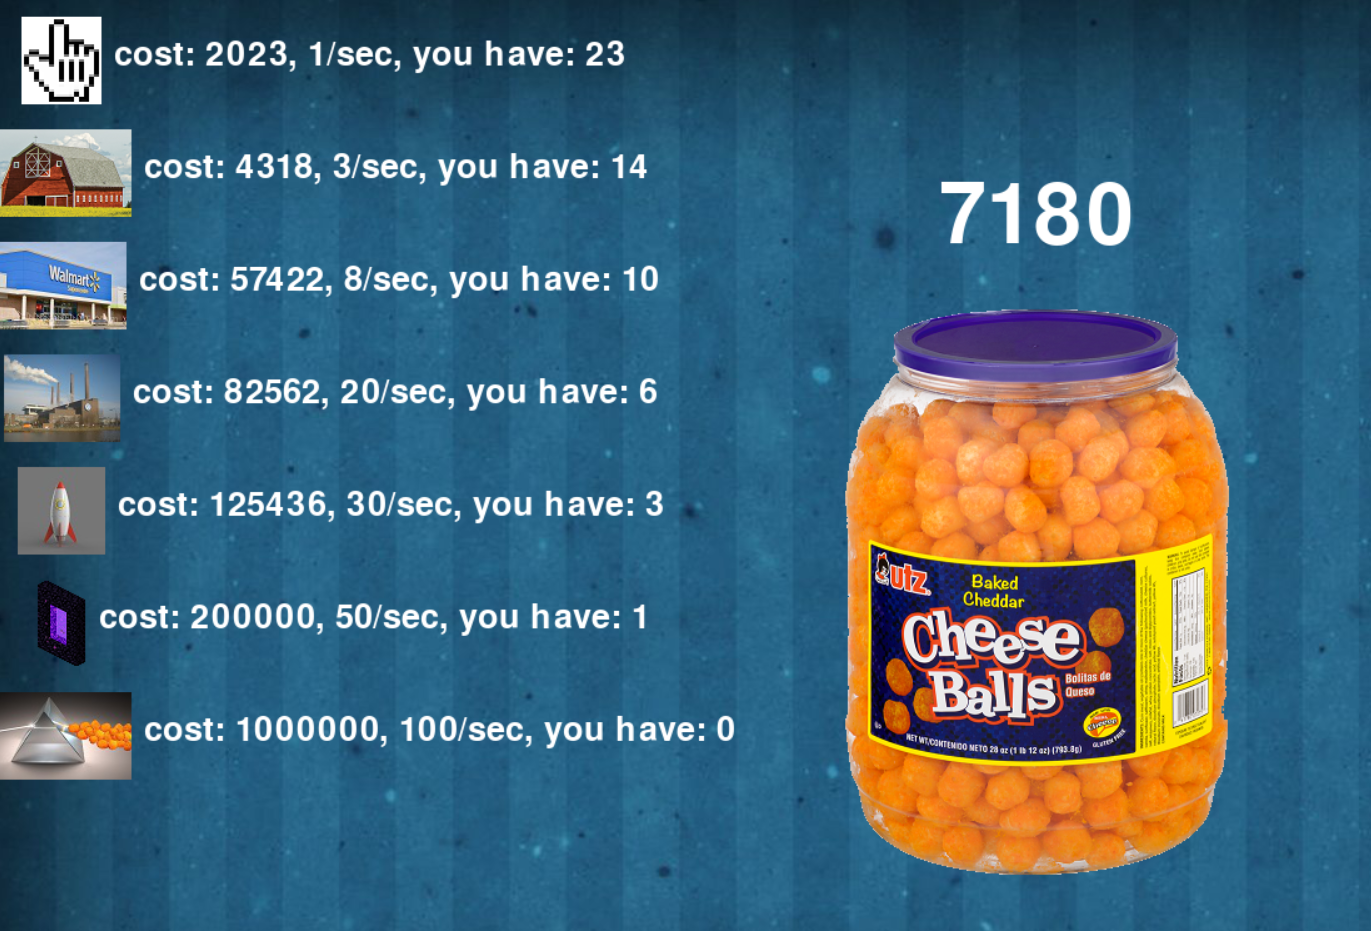 cost: 2023, 1/sec, you have: 23
cost: 4318, 3/sec, you have: 14
Walmart
cost: 57422, 8/sec, you have: 10
cost: 82562, 20/sec, you have: 6
cost: 125436, 30/sec, you have: 3
cost: 200000, 50/sec, you have: 1
cost: 1000000, 100/sec, you have: 0
7180
utz
Baked
Cheddar
Cheese
Balls
Bolitas de
Queso
NET WT/CONTENIDO NETO 28 oz (1 lb 12 oz) (793.8g)
GLUTEN FREE